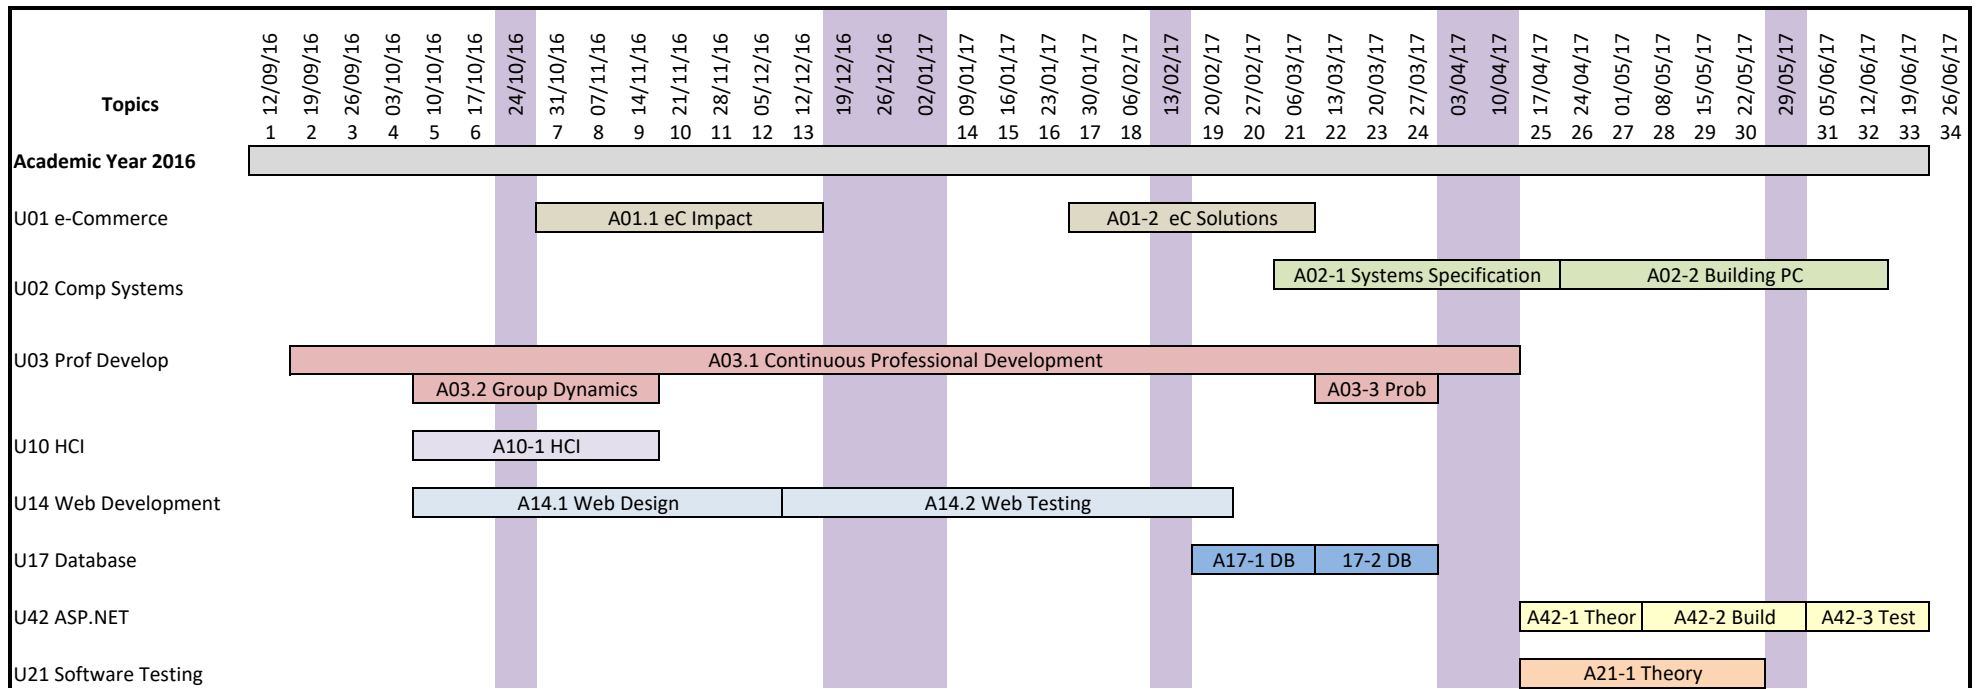 12/09/16 19/09/16 26/09/16 03/10/16 10/10/16 17/10/16 24/10/16 31/10/16 07/11/16 14/11/16 21/11/16 28/11/16 05/12/16 12/12/16 19/12/16 26/12/16 02/01/17 09/01/17 16/01/17 23/01/17 30/01/17 06/02/17 13/02/17 20/02/17 27/02/17 06/03/17 13/03/17 20/03/17 27/03/17 03/04/17 10/04/17 17/04/17 24/04/17 01/05/17 08/05/17 15/05/17 22/05/17 29/05/17 05/06/17 12/06/17 19/06/17 26/06/17
Topics
1 2 3 4 5 6 7 8 9 10 11 12 13 14 15 16 17 18 19 20 21 22 23 24 25 26 27 28 29 30 31 32 33 34
Academic Year 2016
U01 e-Commerce A01.1 eC Impact A01-2 eC Solutions
A02-1 Systems Specification A02-2 Building PC
U02 Comp Systems
U03 Prof Develop A03.1 Continuous Professional Development
A03.2 Group Dynamics A03-3 Prob
U10 HCI A10-1 HCI
U14 Web Development A14.1 Web Design A14.2 Web Testing
U17 Database A17-1 DB 17-2 DB
U42 ASP.NET A42-1 Theor A42-2 Build A42-3 Test
U21 Software Testing A21-1 Theory